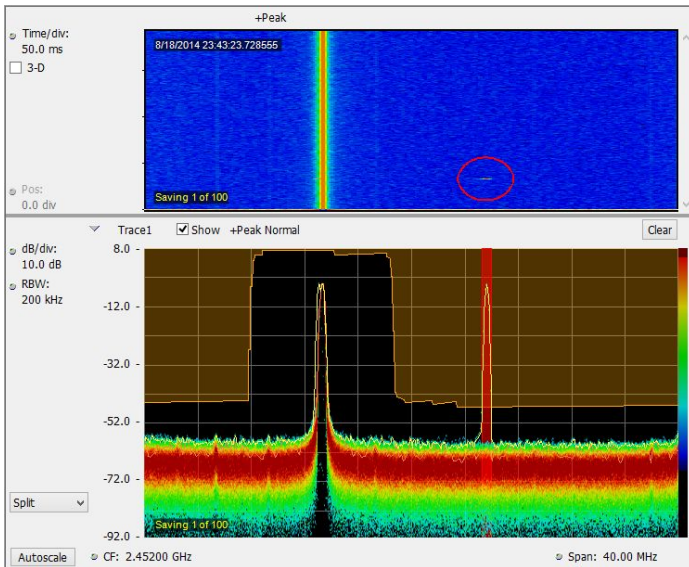 +Peak
Time/div:
50.0 ms
3-D
8/18/2014 23:43:23.728555
Pos:
0.0 div
Saving 1 of 100
Trace1
Show
+Peak Normal
Clear
dB/div:
10.0 dB
RBW:
200 kHz
8.0
-12.0
-32.0
-52.0
-72.0
-92.0
Split
Saving 1 of 100
Autoscale
CF: 2.45200 GHz
Span: 40.00 MHz